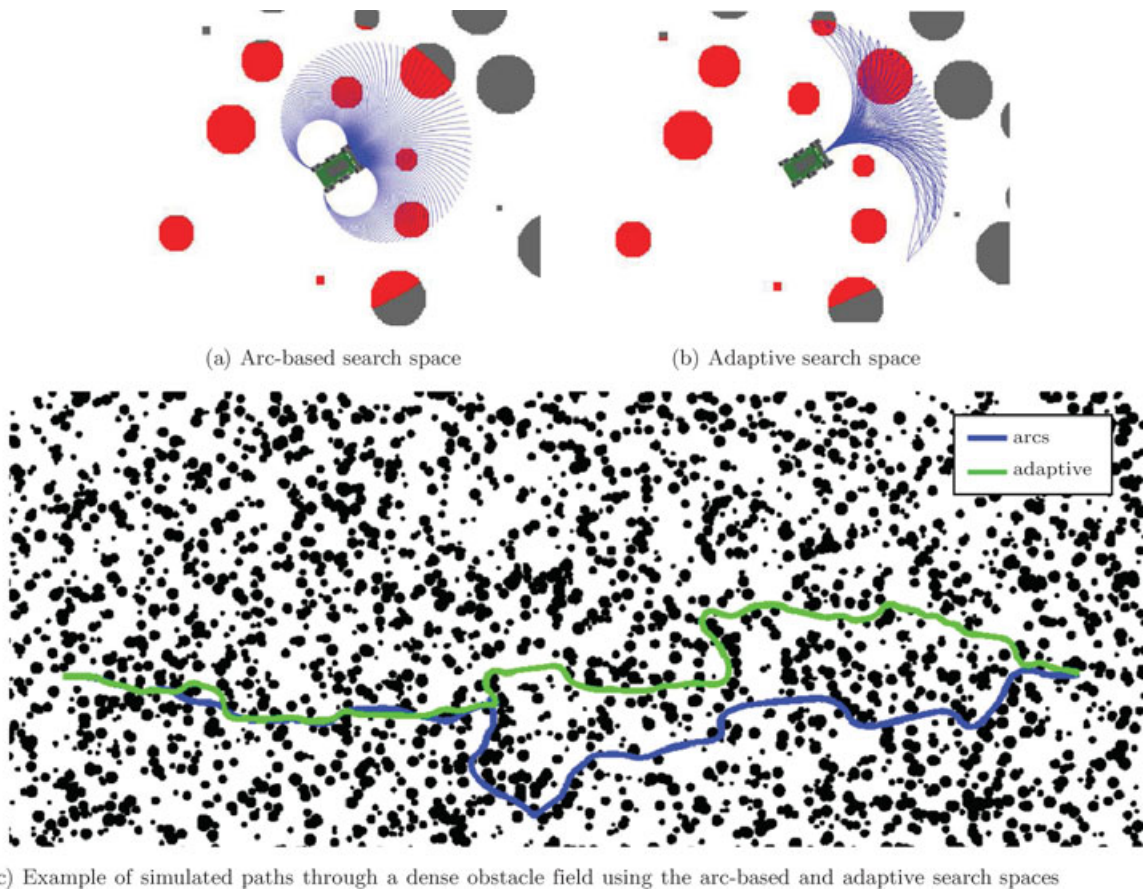 (a) Arc-based search space
(b) Adaptive search space
arcs
adaptive
c) Example of simulated paths through a dense obstacle field using the arc-based and adaptive search spaces